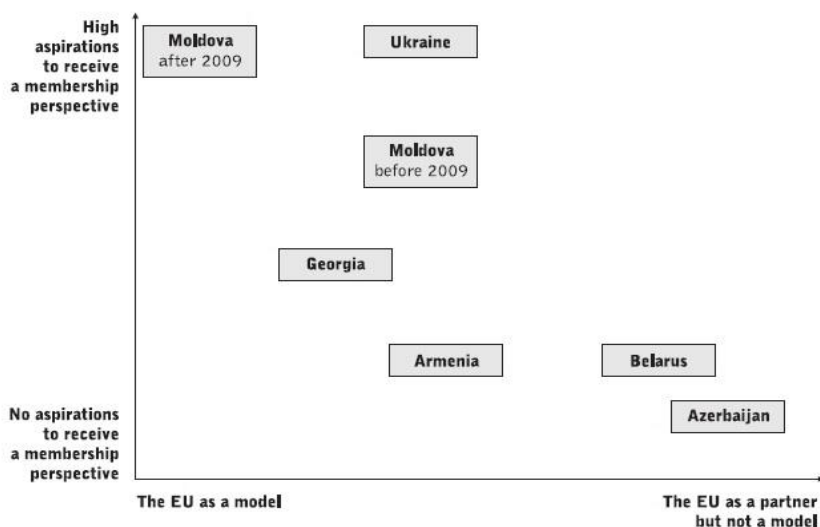 High
aspirations
to receive
a membership
perspective
Moldova
after 2009
Ukraine
Moldova
before 2009
Georgia
Armenia
Belarus
Azerbaijan
No aspirations
to receive
a membership
perspective
The EU as a model
The EU as a partner
but not a model